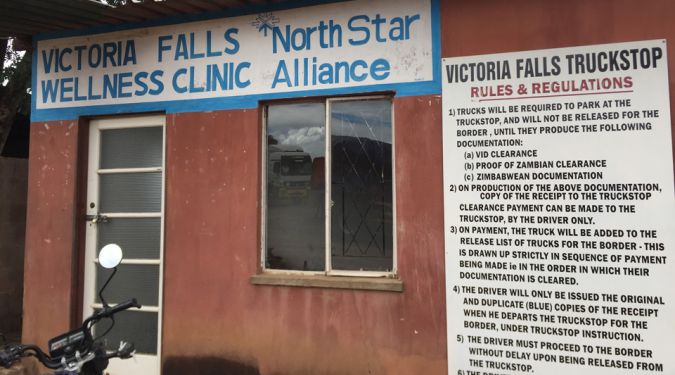 VICTORIA FALLS NorthStar
WELLNESS CLINIC Alliance
VICTORIA FALLS TRUCKSTOP
RULES & REGULATIONS
1) TRUCKS WILL BE REQUIRED TO PARK AT THE
TRUCKSTOP, AND WILL NOT BE RELEASED FOR THE
BORDER , UNTIL THEY PRODUCE THE FOLLOWING
DOCUMENTATION:
(a) VID CLEARANCE
(b) PROOF OF ZAMBIAN CLEARANCE
(c) ZIMBABWEAN DOCUMENTATION
2) ON PRODUCTION OF THE ABOVE DOCUMENTATION,
COPY OF THE RECEIPT TO THE TRUCKSTOP
CLEARANCE PAYMENT CAN BE MADE TO THE
TRUCKSTOP, BY THE DRIVER ONLY.
3) ON PAYMENT, THE TRUCK WILL BE ADDED TO THE
RELEASE LIST OF TRUCKS FOR THE BORDER - THIS
IS DRAWN UP STRICTLY IN SEQUENCE OF PAYMENT
BEING MADE ie IN THE ORDER IN WHICH THEIR
DOCUMENTATION IS CLEARED.
4) THE DRIVER WILL ONLY BE ISSUED THE ORIGINAL
AND DUPLICATE (BLUE) COPIES OF THE RECEIPT
WHEN HE DEPARTS THE TRUCKSTOP FOR THE
BORDER, UNDER TRUCKSTOP INSTRUCTION.
5) THE DRIVER MUST PROCEED TO THE BORDER
WITHOUT DELAY UPON BEING RELEASED FROM
THE TRUCKSTOP.